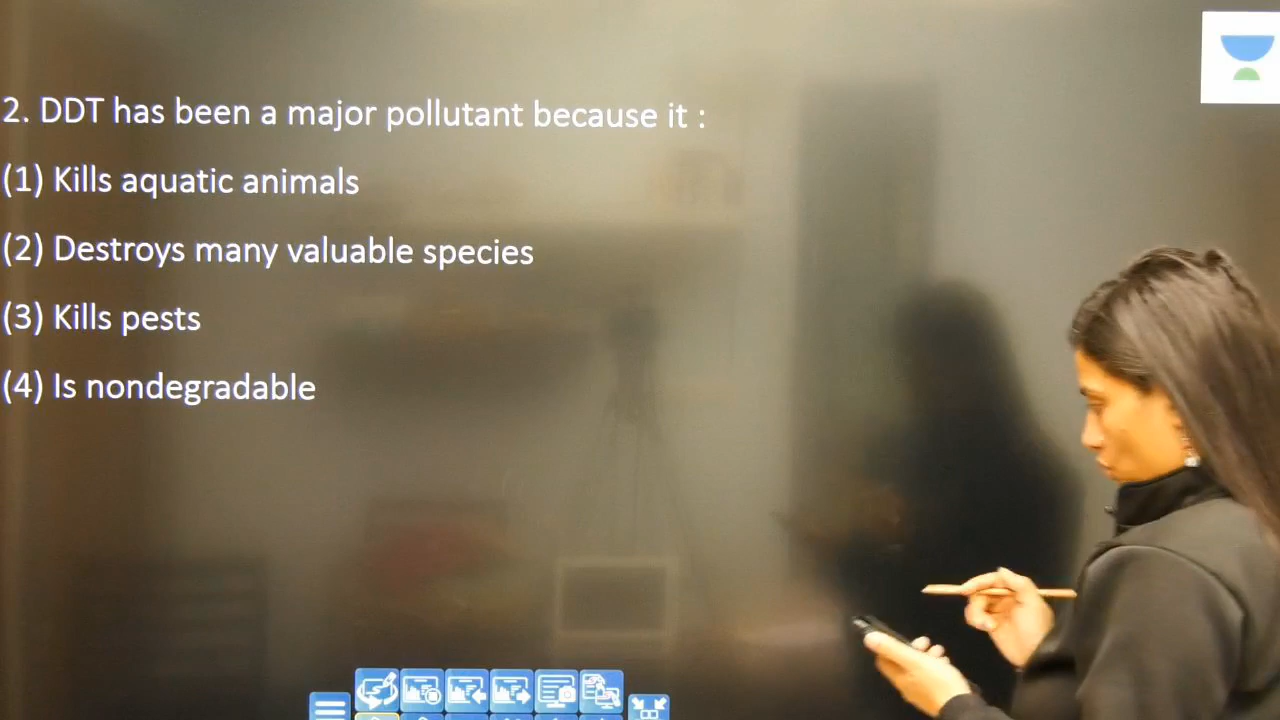 2. DDT has been a major pollutant because it :
(1) Kills aquatic animals
(2) Destroys many valuable species
(3) Kills pests
(4) Is nondegradable